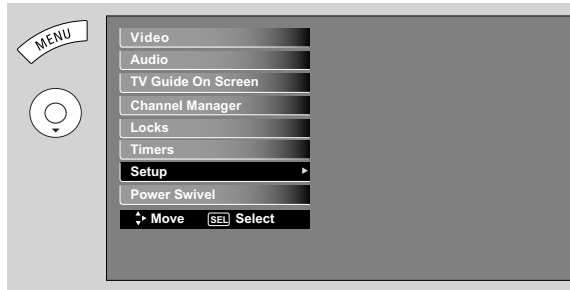 MENU
Video
Audio
TV Guide On Screen
Channel Manager
Locks
Timers
Setup
Power Swivel
Move SEL Select